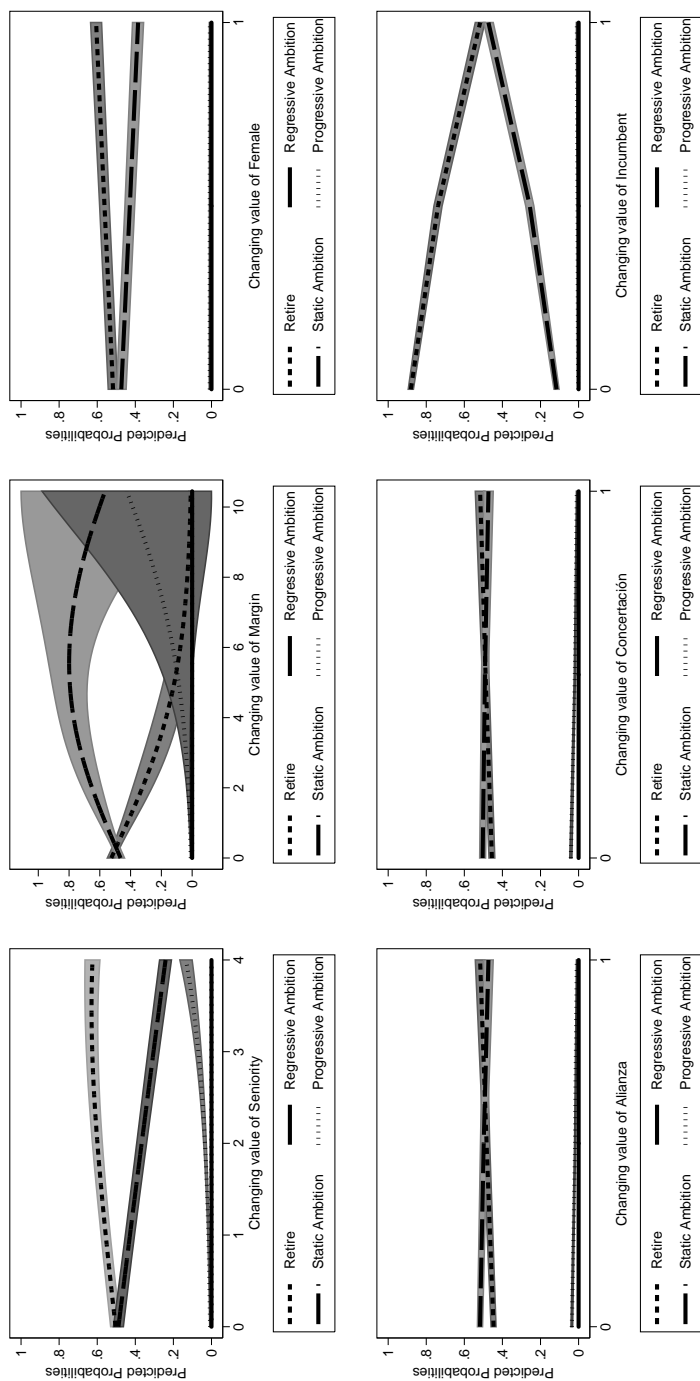 Predicted Probabilities
1
.8
.6
.4
.2
0
0 1 2 3 4
Changing value of Seniority
Retire Regressive Ambition
Static Ambition Progressive Ambition
Predicted Probabilities
1
.8
.6
.4
.2
0
0 2 4 6 8 10
Changing value of Margin
Retire Regressive Ambition
Static Ambition Progressive Ambition
Predicted Probabilities
1
.8
.6
.4
.2
0
0 1
Changing value of Female
Retire Regressive Ambition
Static Ambition Progressive Ambition
Predicted Probabilities
1
.8
.6
.4
.2
0
0 1
Changing value of Alianza
Retire Regressive Ambition
Static Ambition Progressive Ambition
Predicted Probabilities
1
.8
.6
.4
.2
0
0 1
Changing value of Concertación
Retire Regressive Ambition
Static Ambition Progressive Ambition
Predicted Probabilities
1
.8
.6
.4
.2
0
0 1
Changing value of Incumbent
Retire Regressive Ambition
Static Ambition Progressive Ambition